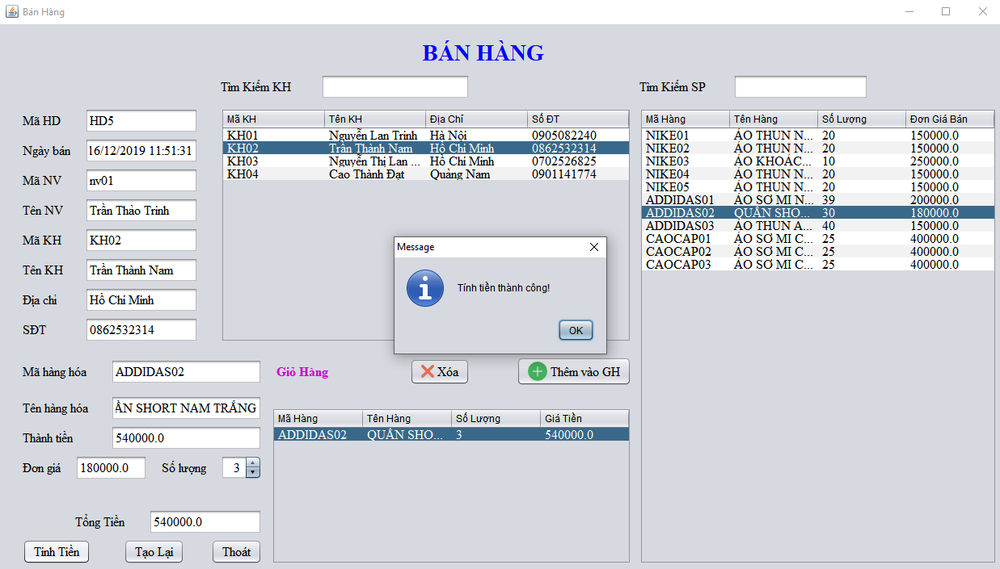 Bán Hàng
BÁN HÀNG
Tìm Kiếm KH
Tìm Kiếm SP
Mã HD HD5
Ngày bán 16/12/2019 11:51:31
Mã NV nv01
Tên NV Trần Thảo Trinh
Mã KH KH02
Tên KH Trần Thành Nam
Địa chỉ Hồ Chí Minh
SĐT 0862532314
Mã KH Tên KH Địa Chỉ Số ĐT
KH01 Nguyễn Lan Trinh Hà Nội 0905082240
KH02 Trần Thành Nam Hồ Chí Minh 0862532314
KH03 Nguyễn Thị Lan ... Hồ Chí Minh 0702526825
KH04 Cao Thành Đạt Quảng Nam 0901141774
Mã Hàng Tên Hàng Số Lượng Đơn Giá Bán
NIKE01 ÁO THUN N... 20 150000.0
NIKE02 ÁO THUN N... 20 150000.0
NIKE03 ÁO KHOÁC... 10 250000.0
NIKE04 ÁO THUN N... 20 150000.0
NIKE05 ÁO THUN N... 20 150000.0
ADDIDAS01 ÁO SƠ MI N... 39 200000.0
ADDIDAS02 QUẦN SHO... 30 180000.0
ADDIDAS03 ÁO THUN A... 40 150000.0
CAOCAP01 ÁO SƠ MI C... 25 400000.0
CAOCAP02 ÁO SƠ MI C... 25 400000.0
CAOCAP03 ÁO SƠ MI C... 25 400000.0
Message
Tính tiền thành công!
OK
Mã hàng hóa ADDIDAS02
Tên hàng hóa ẦN SHORT NAM TRẮNG
Thành tiền 540000.0
Đơn giá 180000.0 Số lượng 3
Tổng Tiền 540000.0
Tính Tiền Tạo Lại Thoát
Giỏ Hàng
Xóa
Thêm vào GH
Mã Hàng Tên Hàng Số Lượng Giá Tiền
ADDIDAS02 QUẦN SHO... 3 540000.0